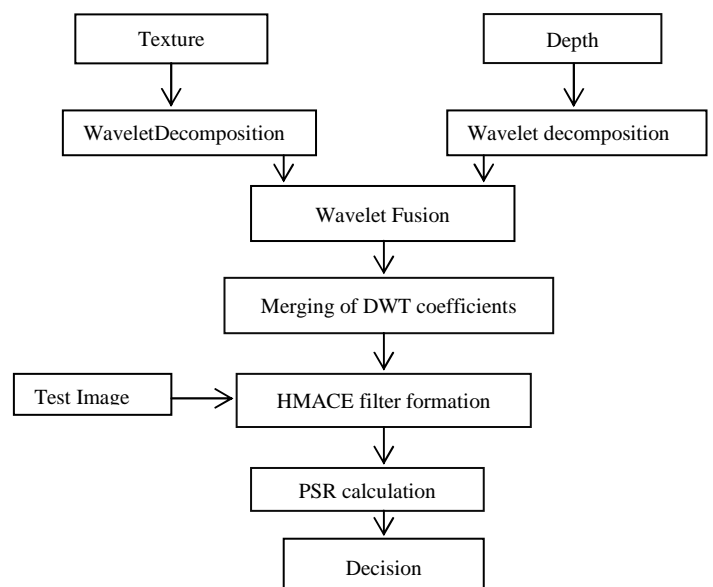 Texture
Depth
WaveletDecomposition
Wavelet decomposition
Wavelet Fusion
Merging of DWT coefficients
Test Image
HMACE filter formation
PSR calculation
Decision